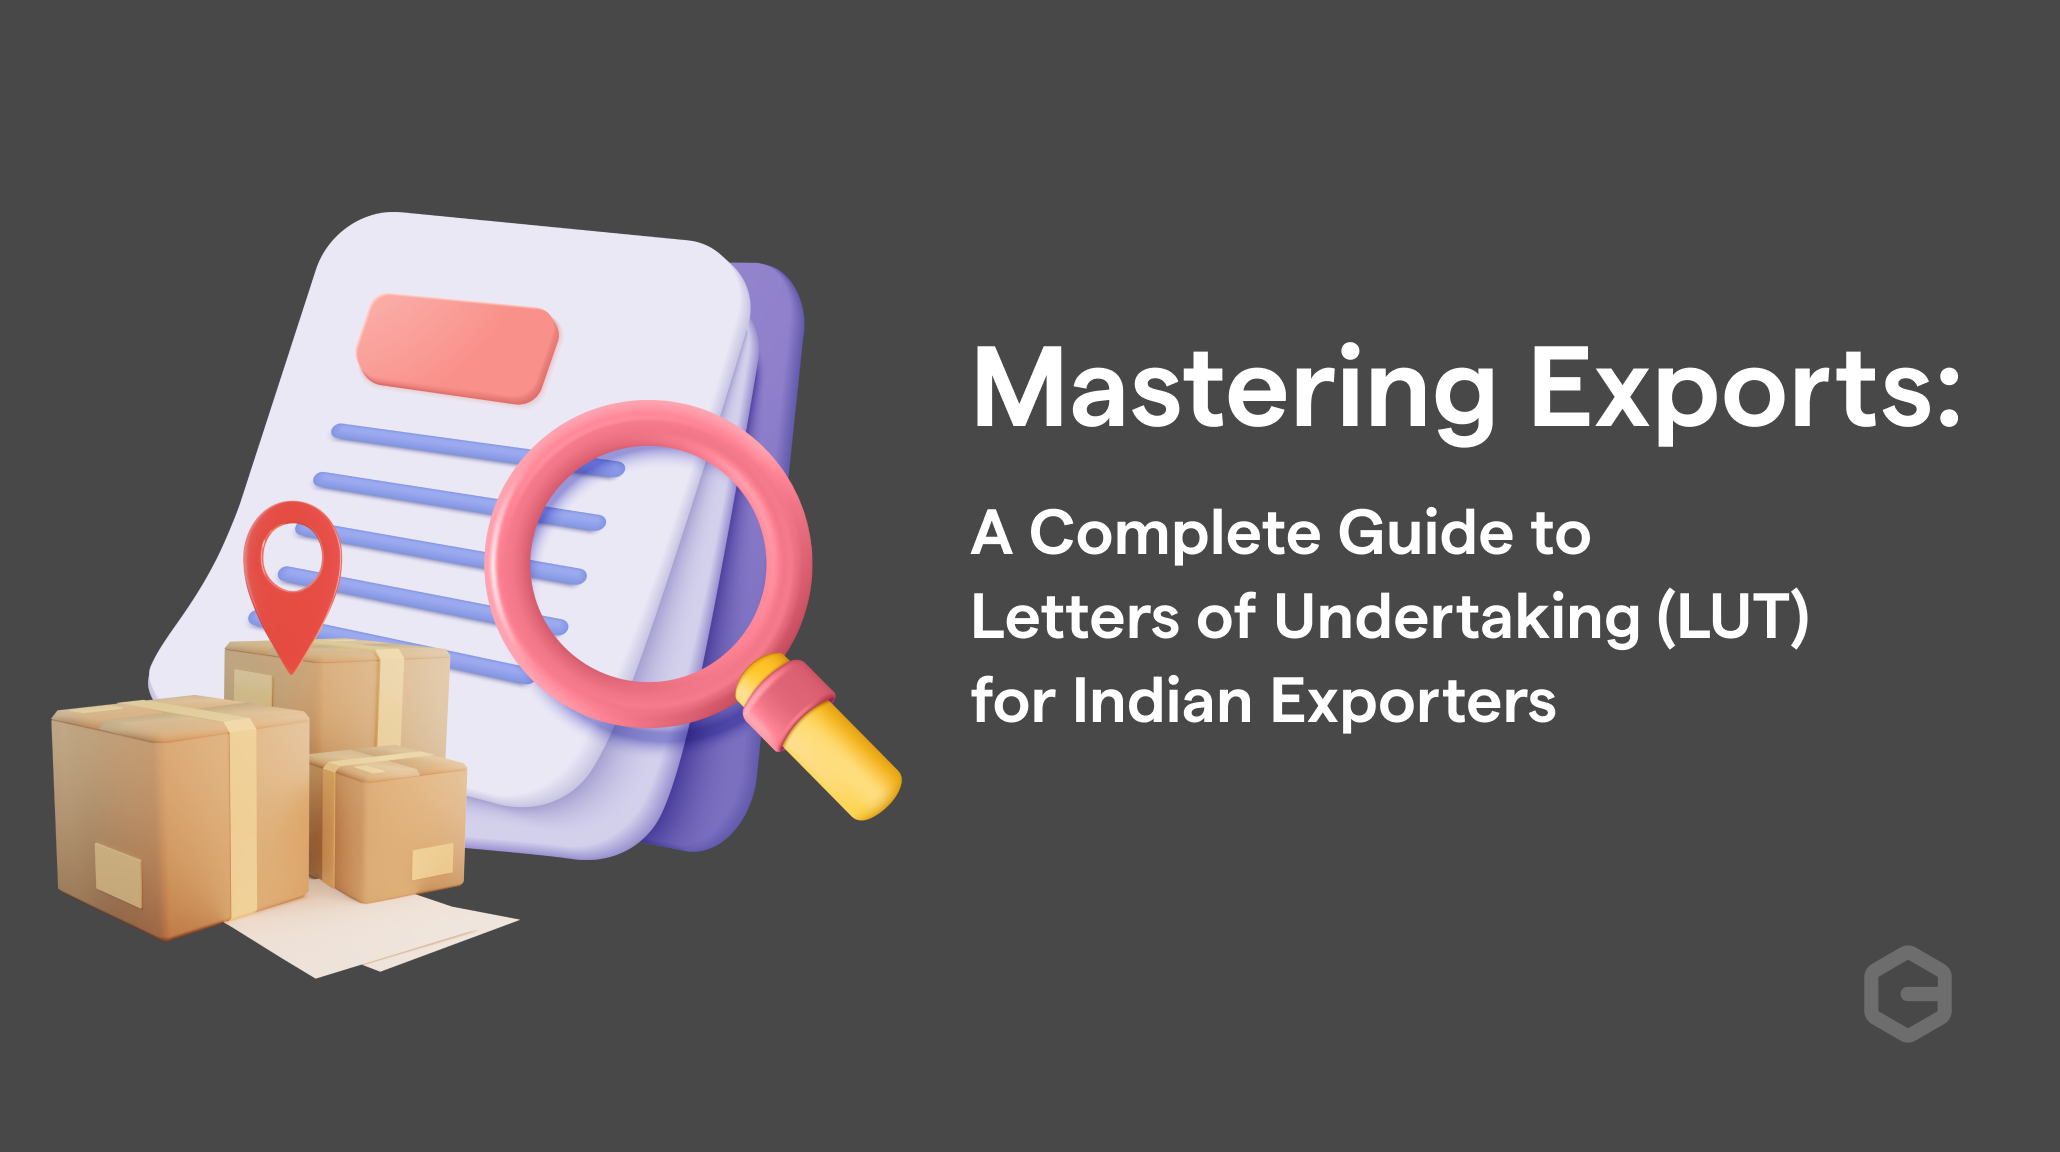 Mastering Exports:
A Complete Guide to
Letters of Undertaking (LUT)
for Indian Exporters